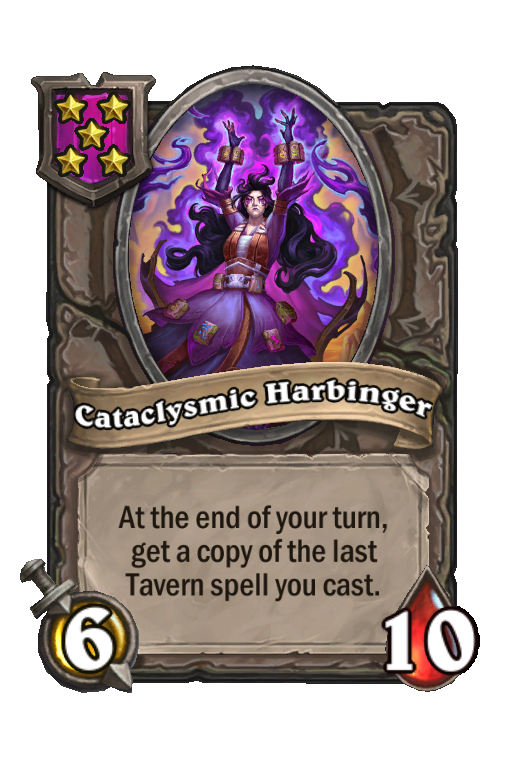 Cataclysmic Harbinger
At the end of your turn,
get a copy of the last
Tavern spell you cast.
6
10